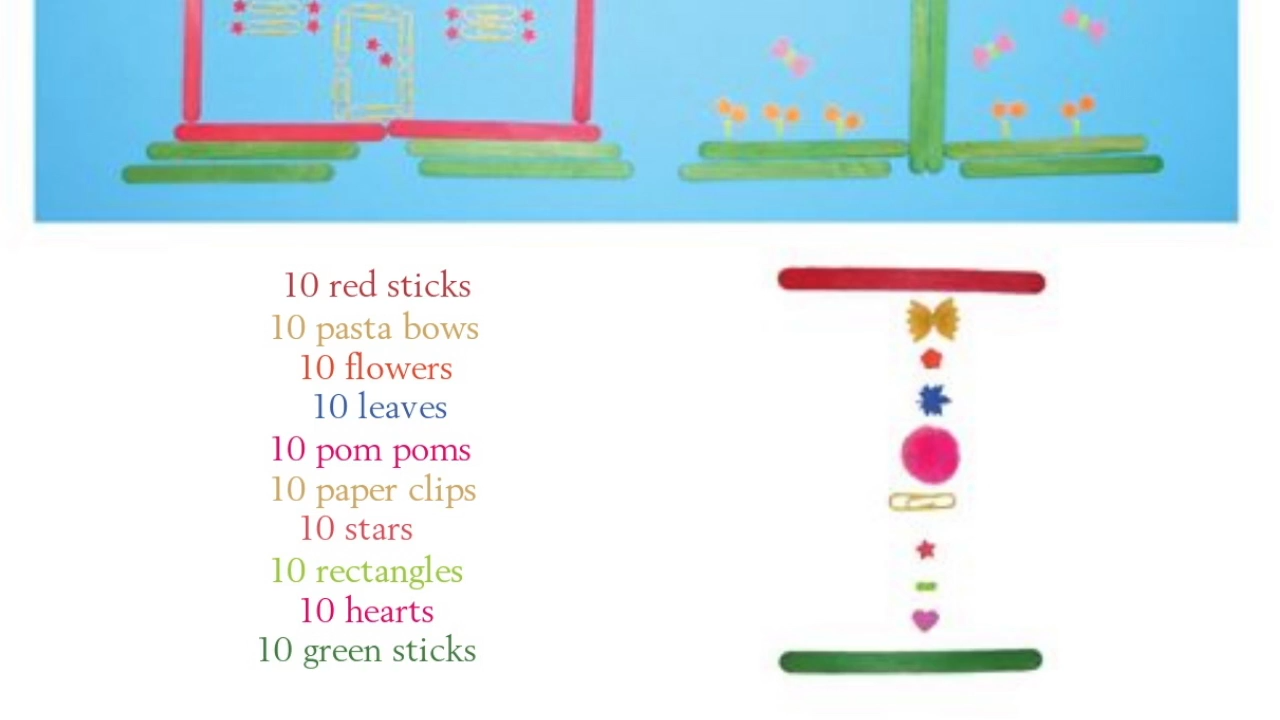 10 red sticks
10 pasta bows
10 flowers
10 leaves
10 pom poms
10 paper clips
10 stars
10 rectangles
10 hearts
10 green sticks